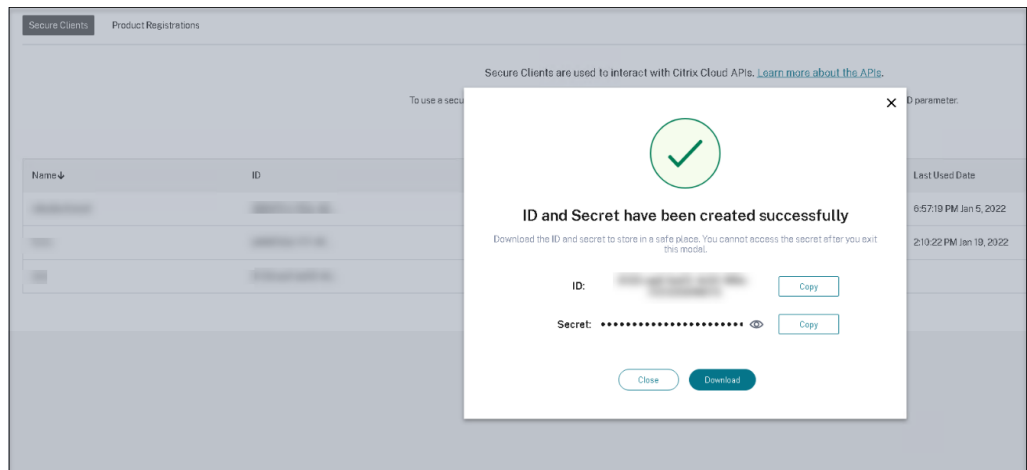 Secure Clients
Product Registrations
Secure Clients are used to interact with Citrix Cloud APIs. Learn more about the APIs.
To use a secu
D parameter.
Name↓
ID
Last Used Date
6:57:19 PM Jan 5, 2022
2:10:22 PM Jan 19, 2022
ID and Secret have been created successfully
Download the ID and secret to store in a safe place. You cannot access the secret after you exit
this modal.
ID:
Copy
Secret: ••••••••••••••••••••••••
Copy
Close
Download